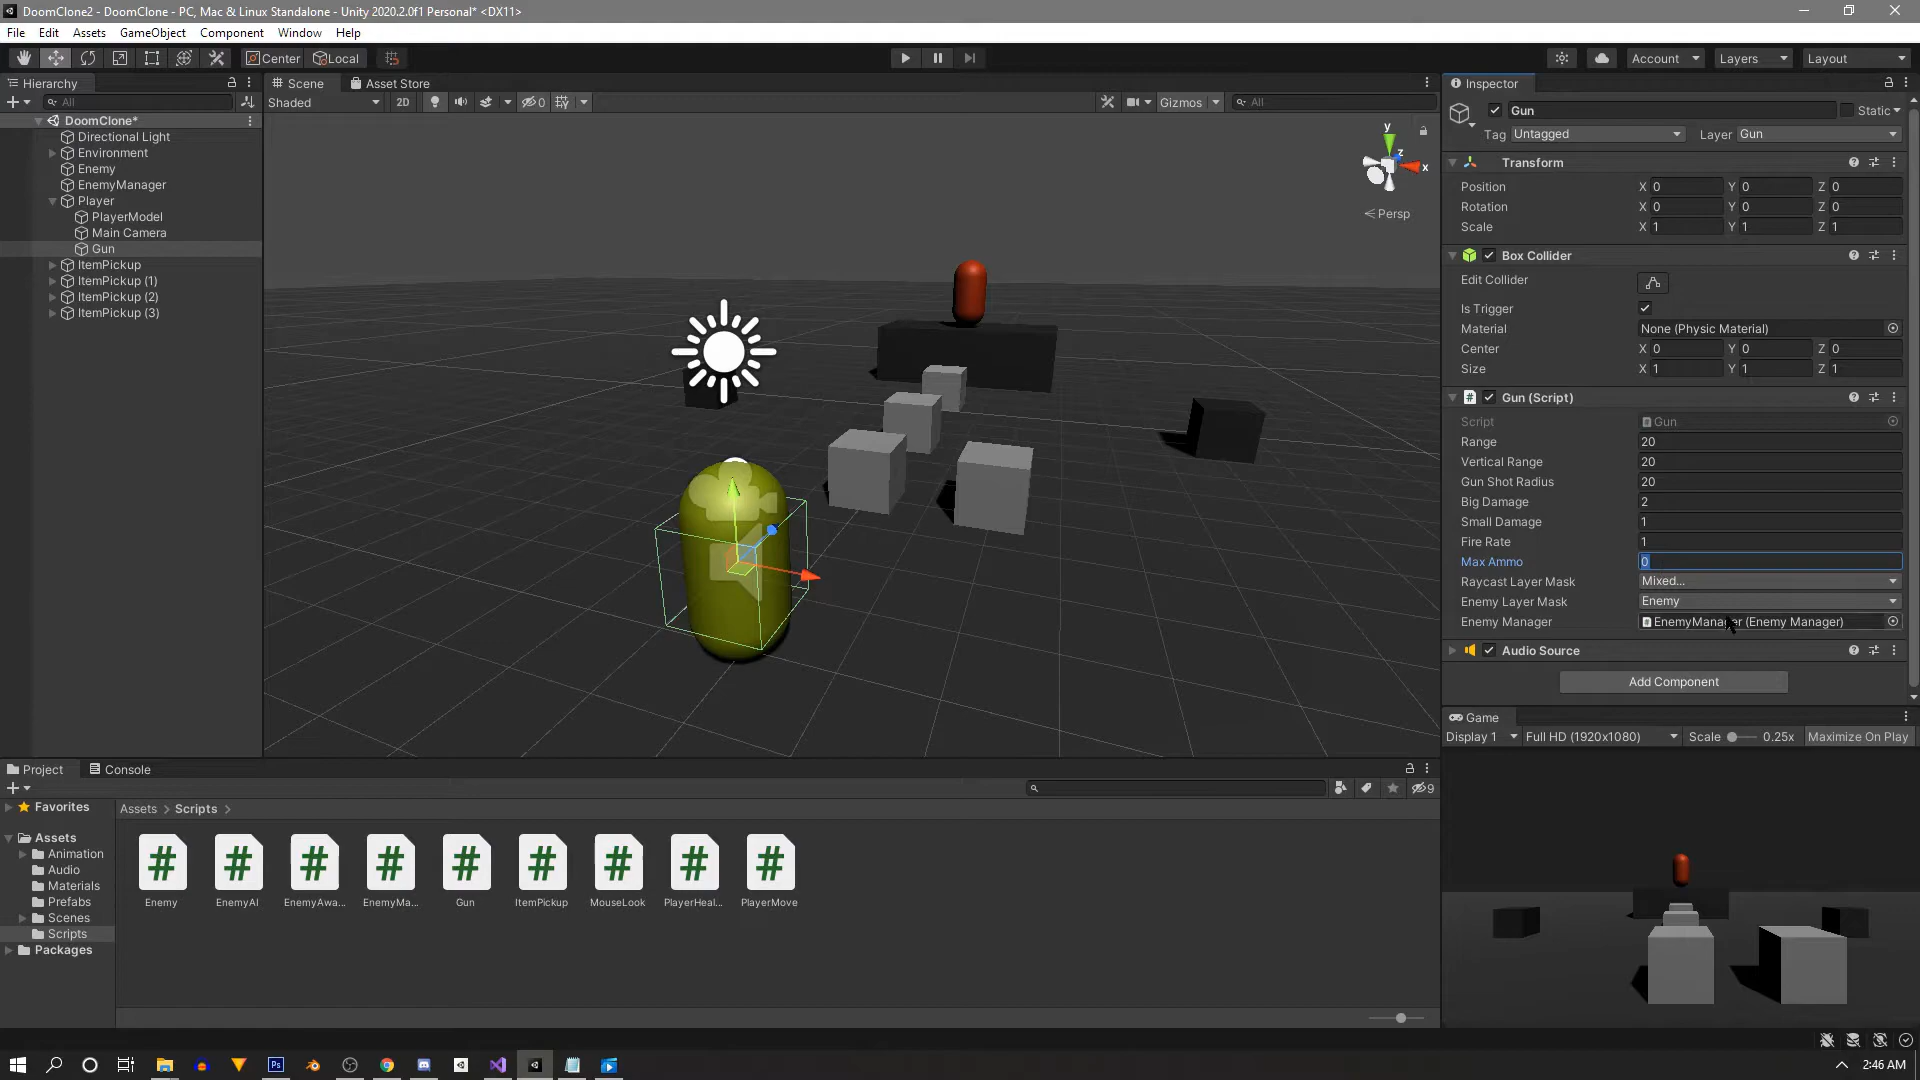 DoomClone2 - DoomClone - PC, Mac & Linux Standalone - Unity 2020.2.0f1 Personal* <DX11>
File Edit Assets GameObject Component Window Help
Center Local Account Layers Layout
Hierarchy
All
DoomClone*
Directional Light
Environment
Enemy
EnemyManager
Player
PlayerModel
Main Camera
Gun
ItemPickup
ItemPickup (1)
ItemPickup (2)
ItemPickup (3)
Scene Asset Store
Shaded 2D 0 Gizmos All
y
z
x
Persp
Inspector
Gun Static
Tag Untagged Layer Gun
Transform
Position X 0 Y 0 Z 0
Rotation X 0 Y 0 Z 0
Scale X 1 Y 1 Z 1
Box Collider
Edit Collider
Is Trigger
Material None (Physic Material)
Center X 0 Y 0 Z 0
Size X 1 Y 1 Z 1
Gun (Script)
Script Gun
Range 20
Vertical Range 20
Gun Shot Radius 20
Big Damage 2
Small Damage 1
Fire Rate 1
Max Ammo 0
Raycast Layer Mask Mixed...
Enemy Layer Mask Enemy
Enemy Manager EnemyManager (Enemy Manager)
Audio Source
Add Component
Game
Display 1 Full HD (1920x1080) Scale 0.25x Maximize On Play
Project Console
9
Favorites
Assets
Animation
Audio
Materials
Prefabs
Scenes
Scripts
Packages
Assets > Scripts >
Enemy EnemyAI EnemyAwa... EnemyMa... Gun ItemPickup MouseLook PlayerHeal... PlayerMove
Ps
2:46 AM